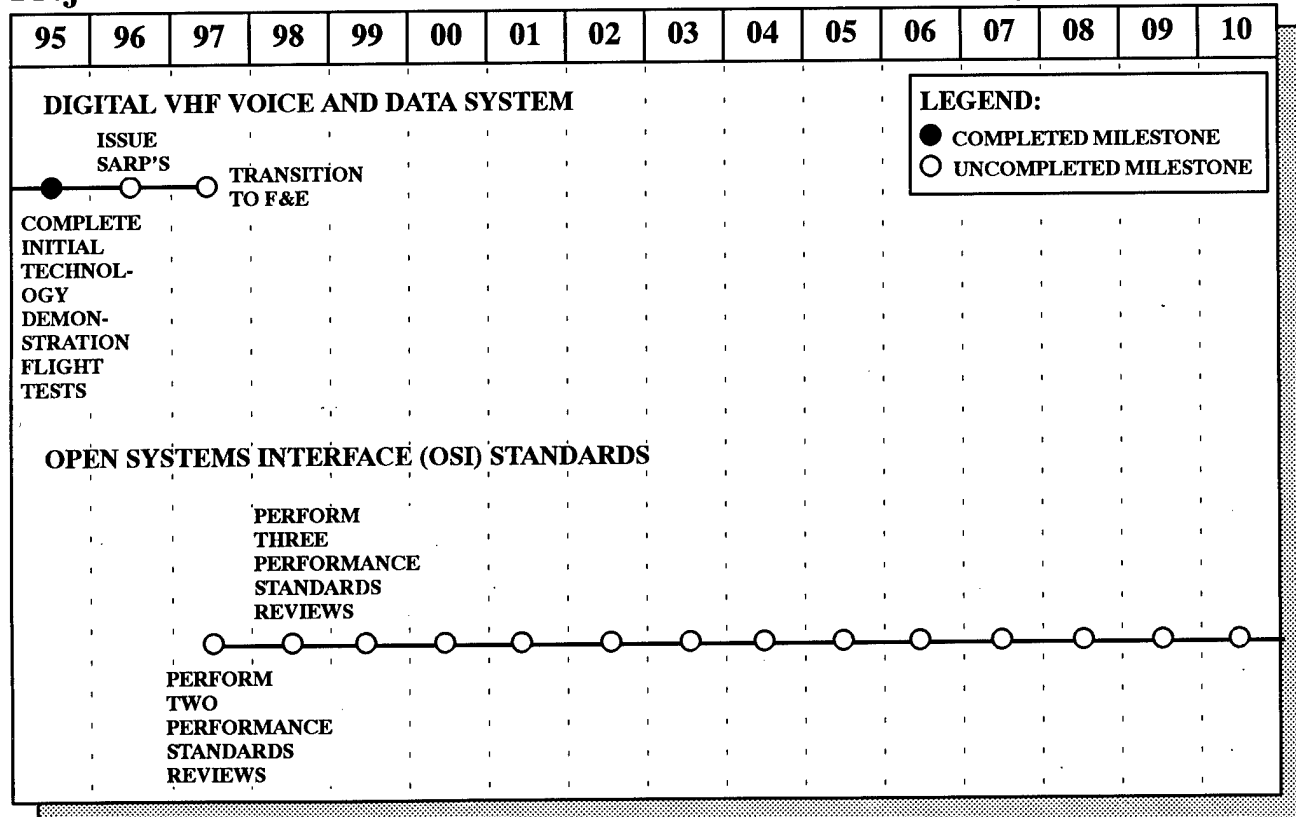 95 96 97 98 99 00 01 02 03 04 05 06 07 08 09 10
DIGITAL VHF VOICE AND DATA SYSTEM
LEGEND:
COMPLETED MILESTONE
UNCOMPLETED MILESTONE
ISSUE
SARP'S
TRANSITION
TO F&E
COMPLETE
INITIAL
TECHNOL-
OGY
DEMON-
STRATION
FLIGHT
TESTS
OPEN SYSTEMS INTERFACE (OSI) STANDARDS
PERFORM
THREE
PERFORMANCE
STANDARDS
REVIEWS
PERFORM
TWO
PERFORMANCE
STANDARDS
REVIEWS